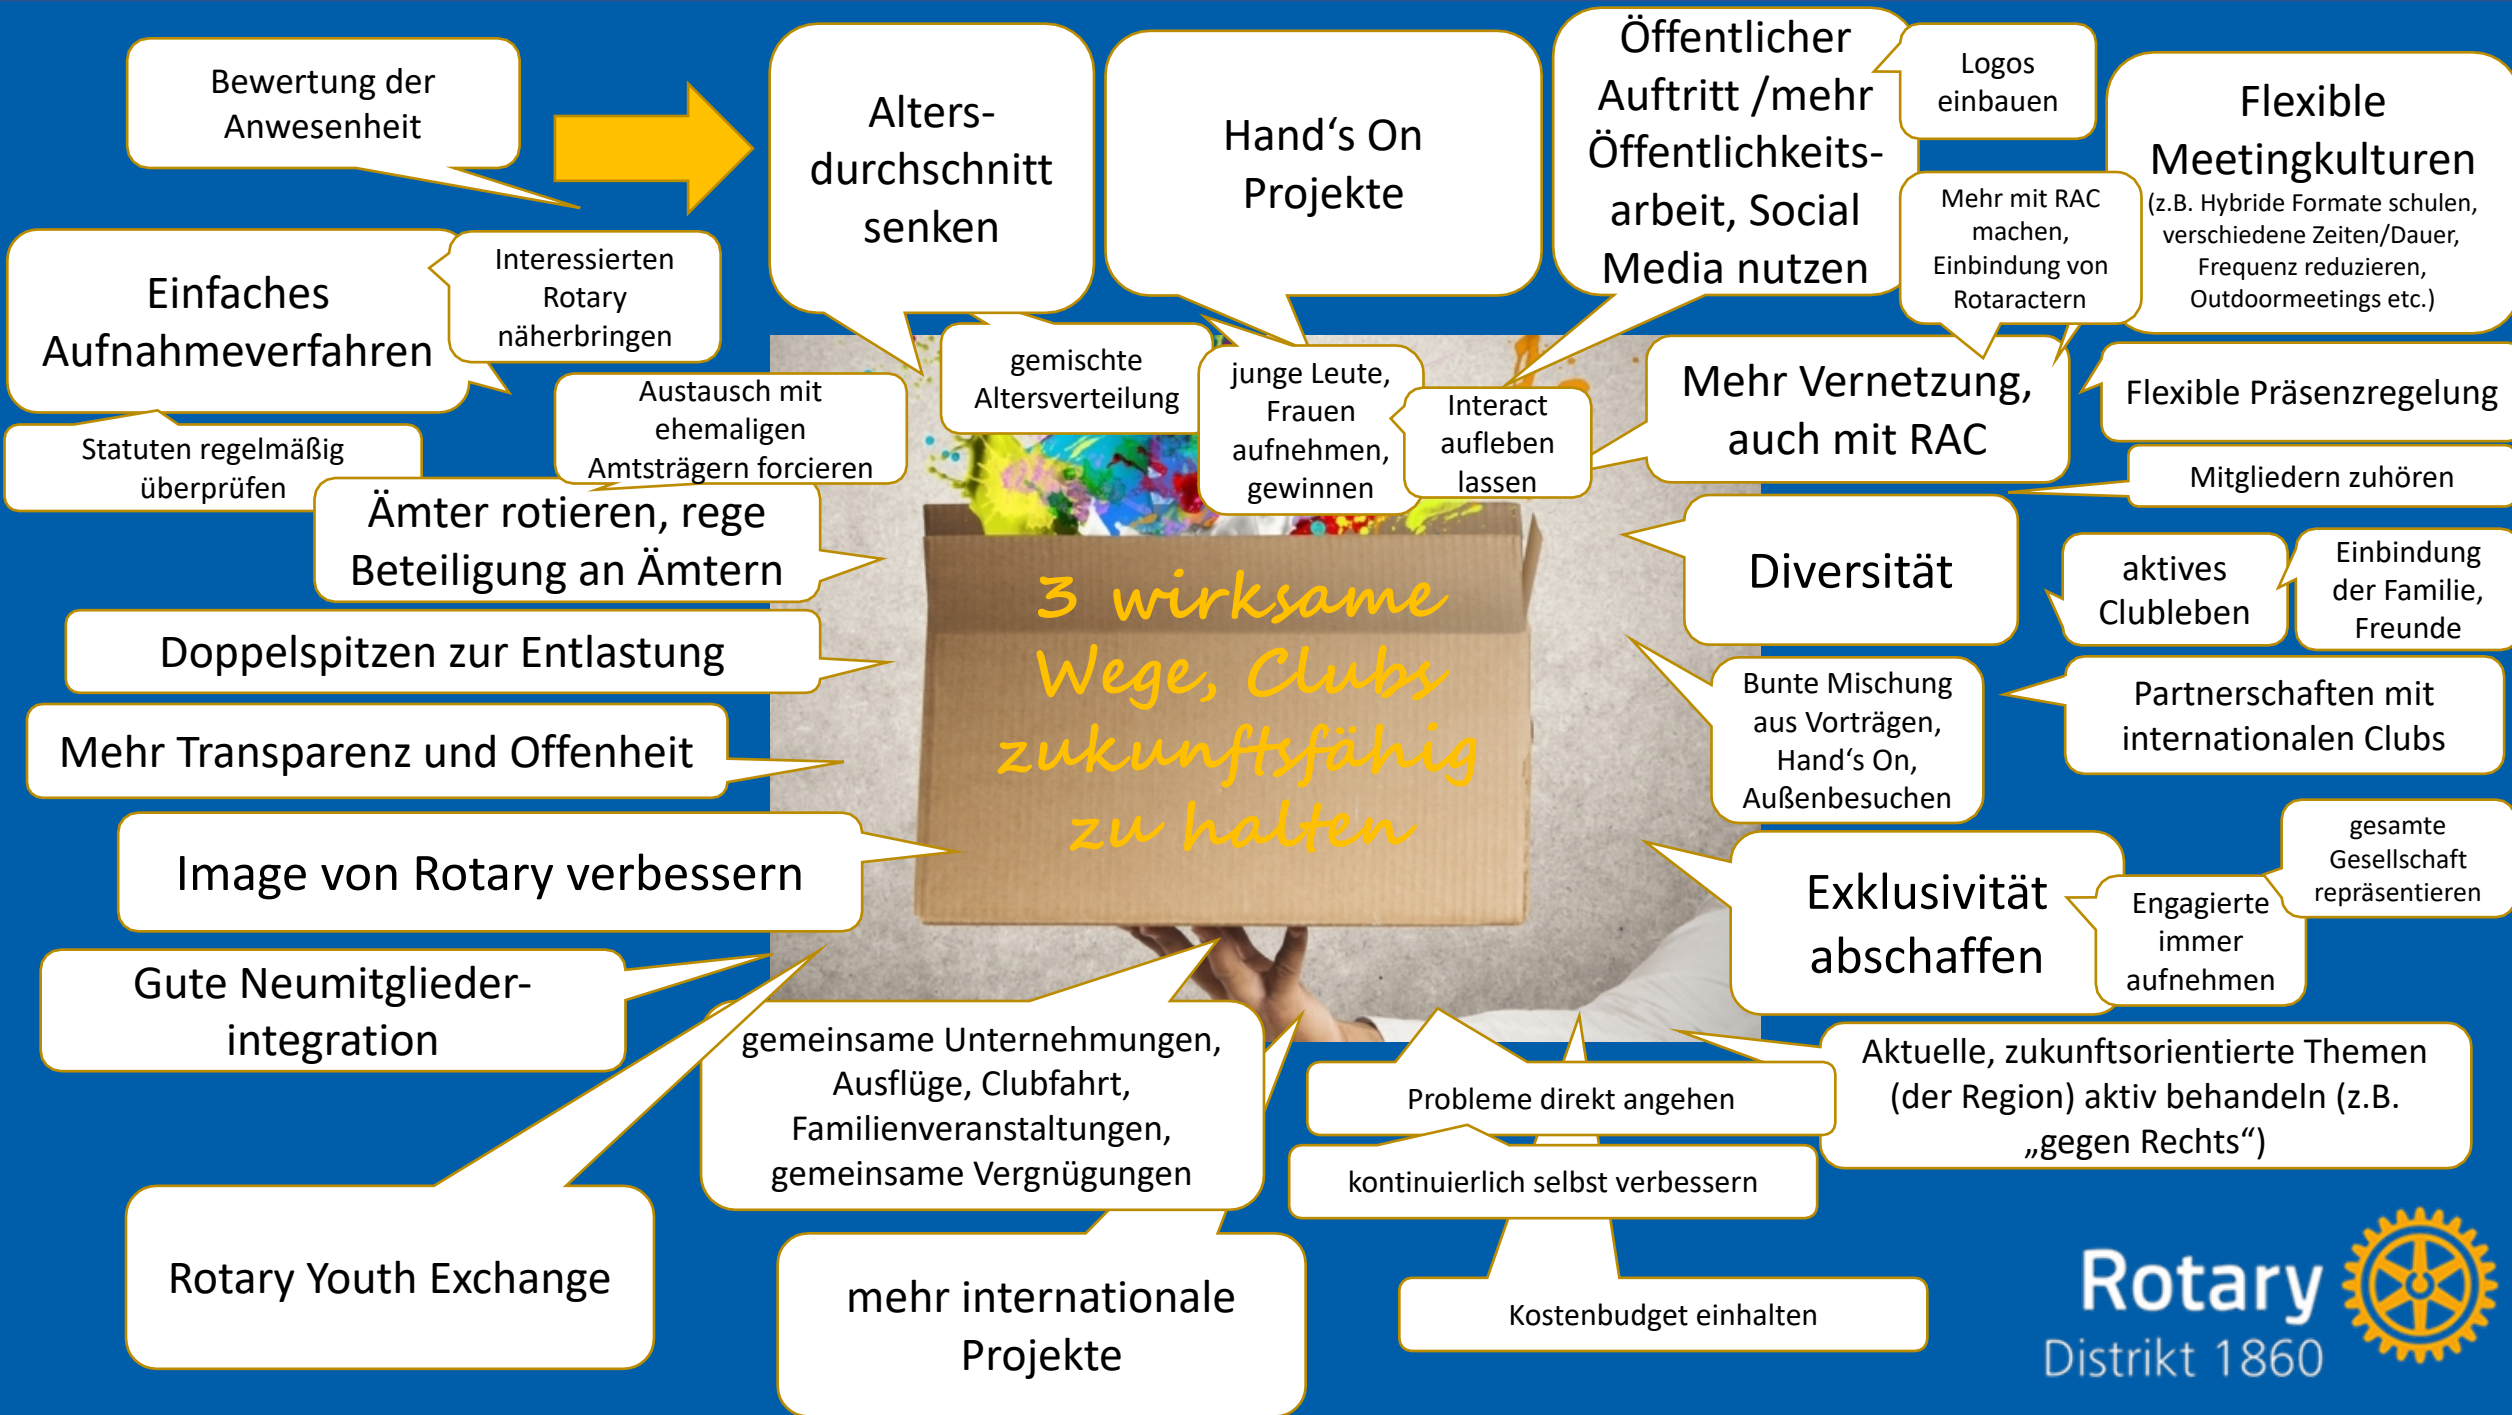 Bewertung der
Anwesenheit
Alters-
durchschnitt
senken
Hand‘s On
Projekte
Öffentlicher
Auftritt /mehr
Öffentlichkeits-
arbeit, Social
Media nutzen
Logos
einbauen
Flexible
Meetingkulturen
(z.B. Hybride Formate schulen,
verschiedene Zeiten/Dauer,
Frequenz reduzieren,
Outdoormeetings etc.)
Mehr mit RAC
machen,
Einbindung von
Rotaractern
Einfaches
Aufnahmeverfahren
Interessierten
Rotary
näherbringen
Statuten regelmäßig
überprüfen
Austausch mit
ehemaligen
Amtsträgern forcieren
gemischte
Altersverteilung
junge Leute,
Frauen
aufnehmen,
gewinnen
Interact
aufleben
lassen
Mehr Vernetzung,
auch mit RAC
Flexible Präsenzregelung
Mitgliedern zuhören
Ämter rotieren, rege
Beteiligung an Ämtern
Diversität
aktives
Clubleben
Einbindung
der Familie,
Freunde
Doppelspitzen zur Entlastung
3 wirksame
Wege, Clubs
zukunftsfähig
zu halten
Bunte Mischung
aus Vorträgen,
Hand‘s On,
Außenbesuchen
Partnerschaften mit
internationalen Clubs
Mehr Transparenz und Offenheit
Image von Rotary verbessern
Exklusivität
abschaffen
Engagierte
immer
aufnehmen
gesamte
Gesellschaft
repräsentieren
Gute Neumitglieder-
integration
gemeinsame Unternehmungen,
Ausflüge, Clubfahrt,
Familienveranstaltungen,
gemeinsame Vergnügungen
Probleme direkt angehen
Aktuelle, zukunftsorientierte Themen
(der Region) aktiv behandeln (z.B.
„gegen Rechts“)
kontinuierlich selbst verbessern
Rotary Youth Exchange
mehr internationale
Projekte
Kostenbudget einhalten
Rotary
Distrikt 1860